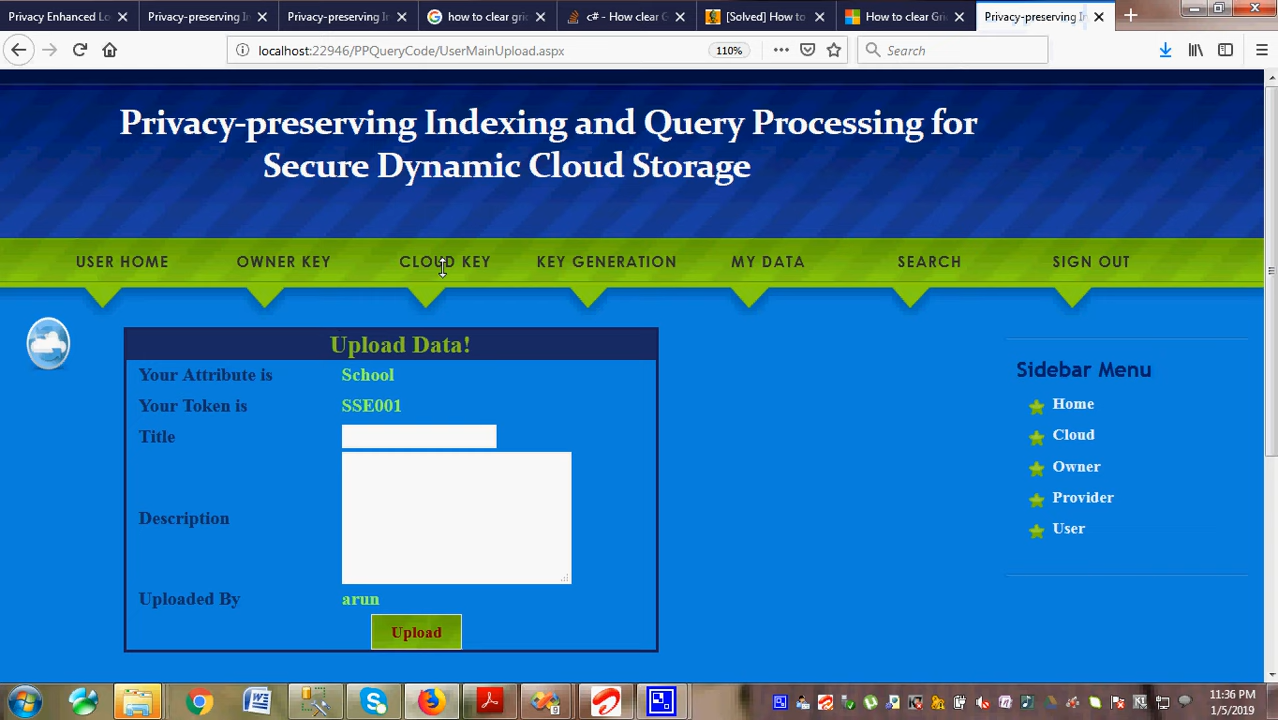 Privacy Enhanced Lo
Privacy-preserving In
Privacy-preserving In
how to clear gri
c# - How clear G
[Solved] How to
How to clear Gri
Privacy-preserving I
localhost:22946/PPQueryCode/UserMainUpload.aspx
110%
Search
Privacy-preserving Indexing and Query Processing for
Secure Dynamic Cloud Storage
USER HOME
OWNER KEY
CLOUD KEY
KEY GENERATION
MY DATA
SEARCH
SIGN OUT
Upload Data!
Your Attribute is School
Your Token is SSE001
Title
Description
Uploaded By arun
Upload
Sidebar Menu
Home
Cloud
Owner
Provider
User
11:36 PM
1/5/2019